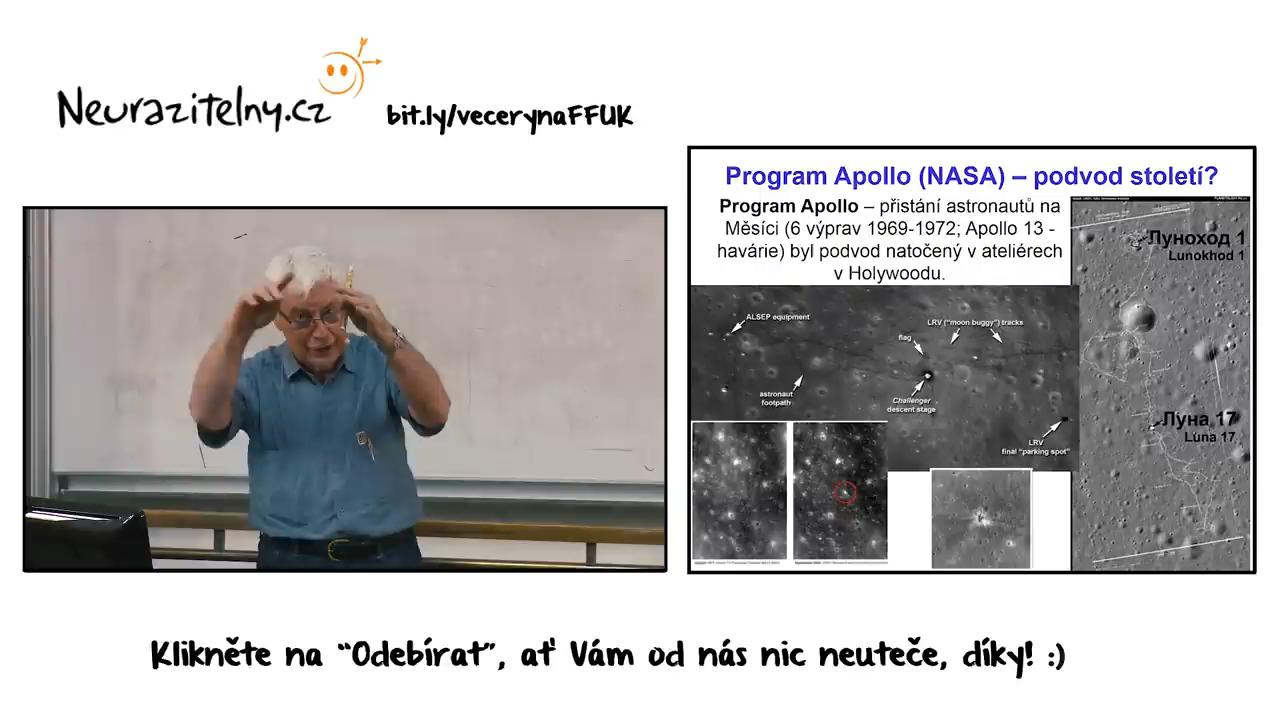 Neurazitelny.cz
bit.ly/vecerynaFFUK
Program Apollo (NASA) – podvod století?
Program Apollo – přistání astronautů na
Měsíci (6 výprav 1969-1972; Apollo 13 -
havárie) byl podvod natočený v ateliérech
v Holywoodu.
Луноход 1
Lunokhod 1
ALSEP equipment
LRV ("moon buggy") tracks
flag
astronaut
footpath
Challenger
descent stage
LRV
final "parking spot"
Луна 17
Luna 17
Klikněte na "Odebírat", ať Vám od nás nic neuteče, díky! :)